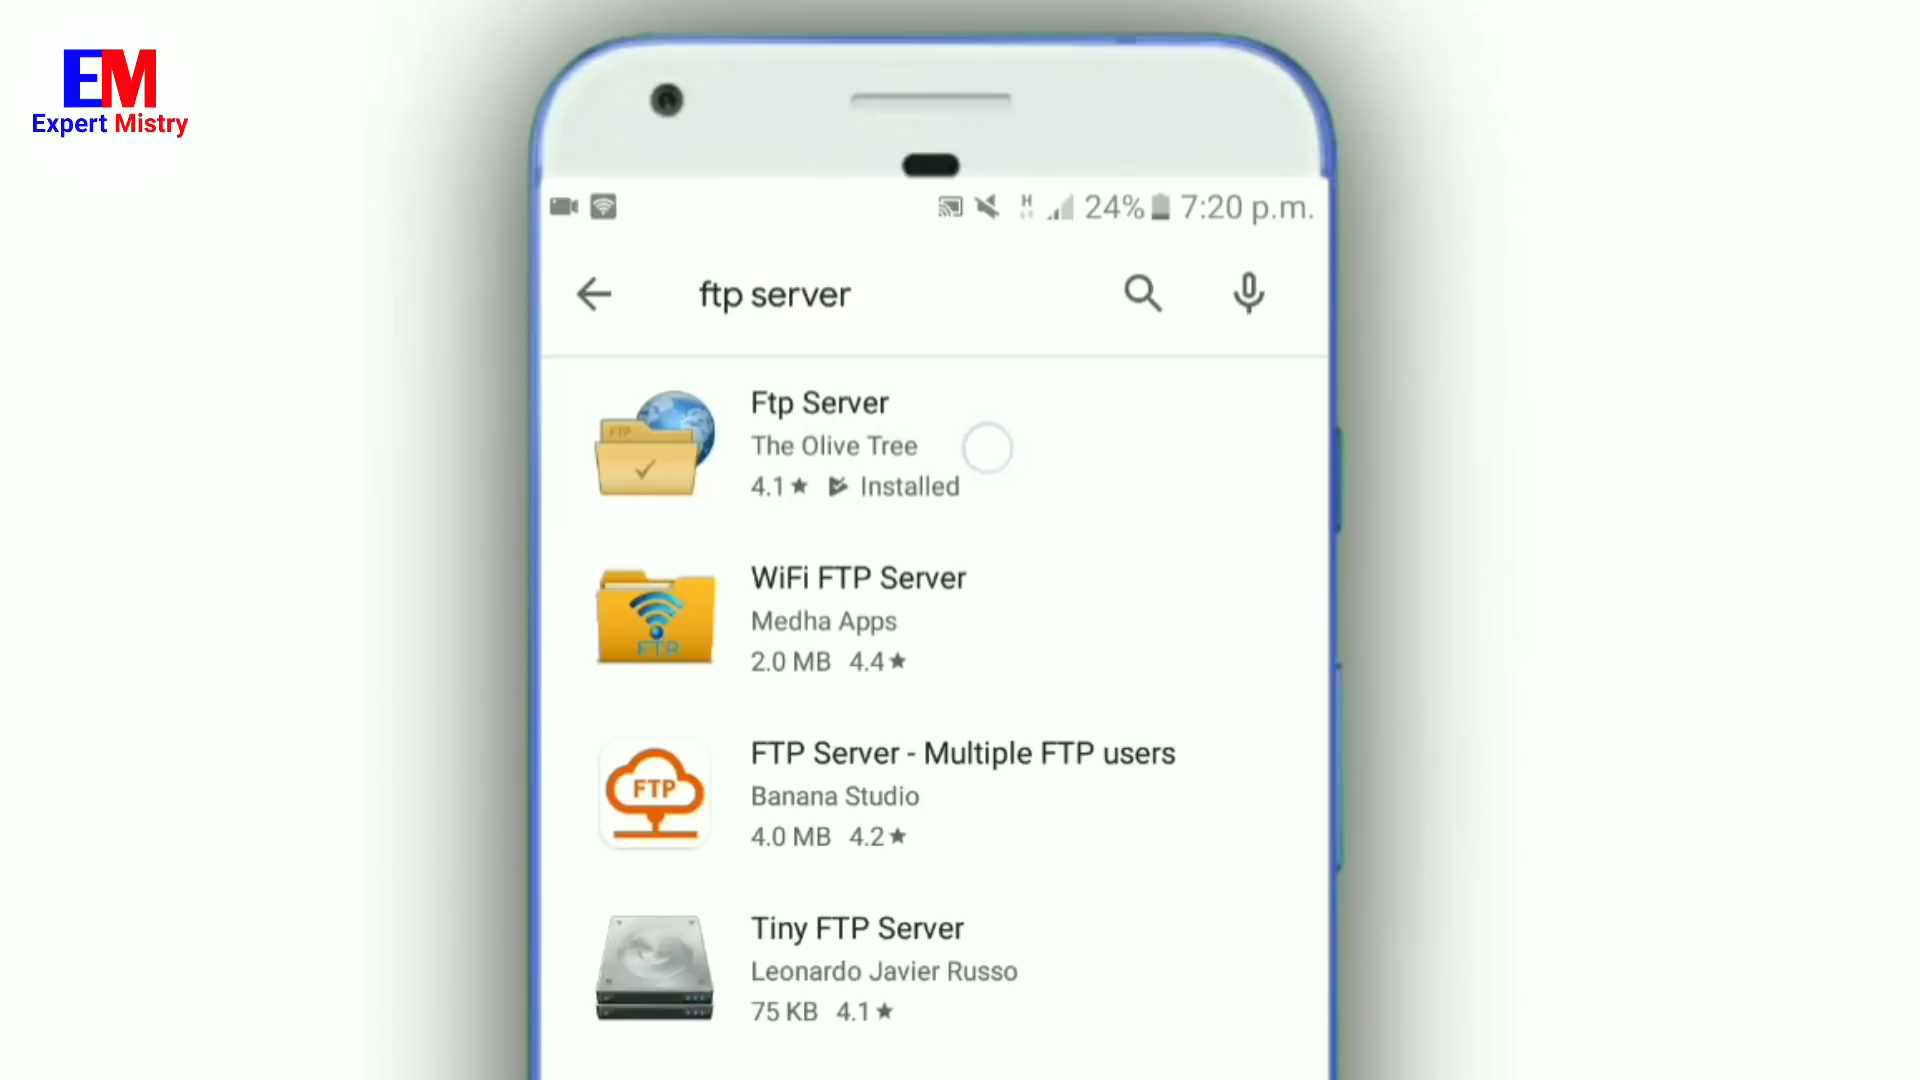 EM
Expert Mistry
H 24% 7:20 p.m.
ftp server
FTP
Ftp Server
The Olive Tree
4.1★ Installed
WiFi FTP Server
Medha Apps
FTP
2.0 MB 4.4★
FTP Server - Multiple FTP users
FTP
Banana Studio
4.0 MB 4.2★
Tiny FTP Server
Leonardo Javier Russo
75 KB 4.1★